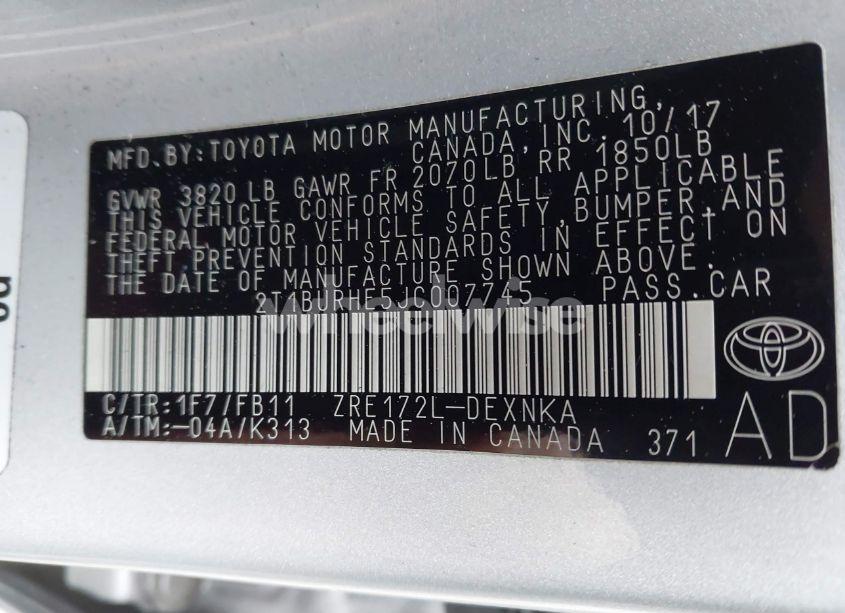 MFD. BY: TOYOTA MOTOR MANUFACTURING,
CANADA, INC. 10/17
GVWR 3820 LB GAWR FR 2070LB RR 1850LB
THIS VEHICLE CONFORMS TO ALL APPLICABLE
FEDERAL MOTOR VEHICLE SAFETY, BUMPER, AND
THEFT PREVENTION STANDARDS IN EFFECT ON
THE DATE OF MANUFACTURE SHOWN ABOVE.
2T1BURHE5JC007745 PASS. CAR
wheelwise
C/TR: 1F7/FB11 ZRE172L-DEXNKA
A/TM: -04A/K313 MADE IN CANADA 371
AD